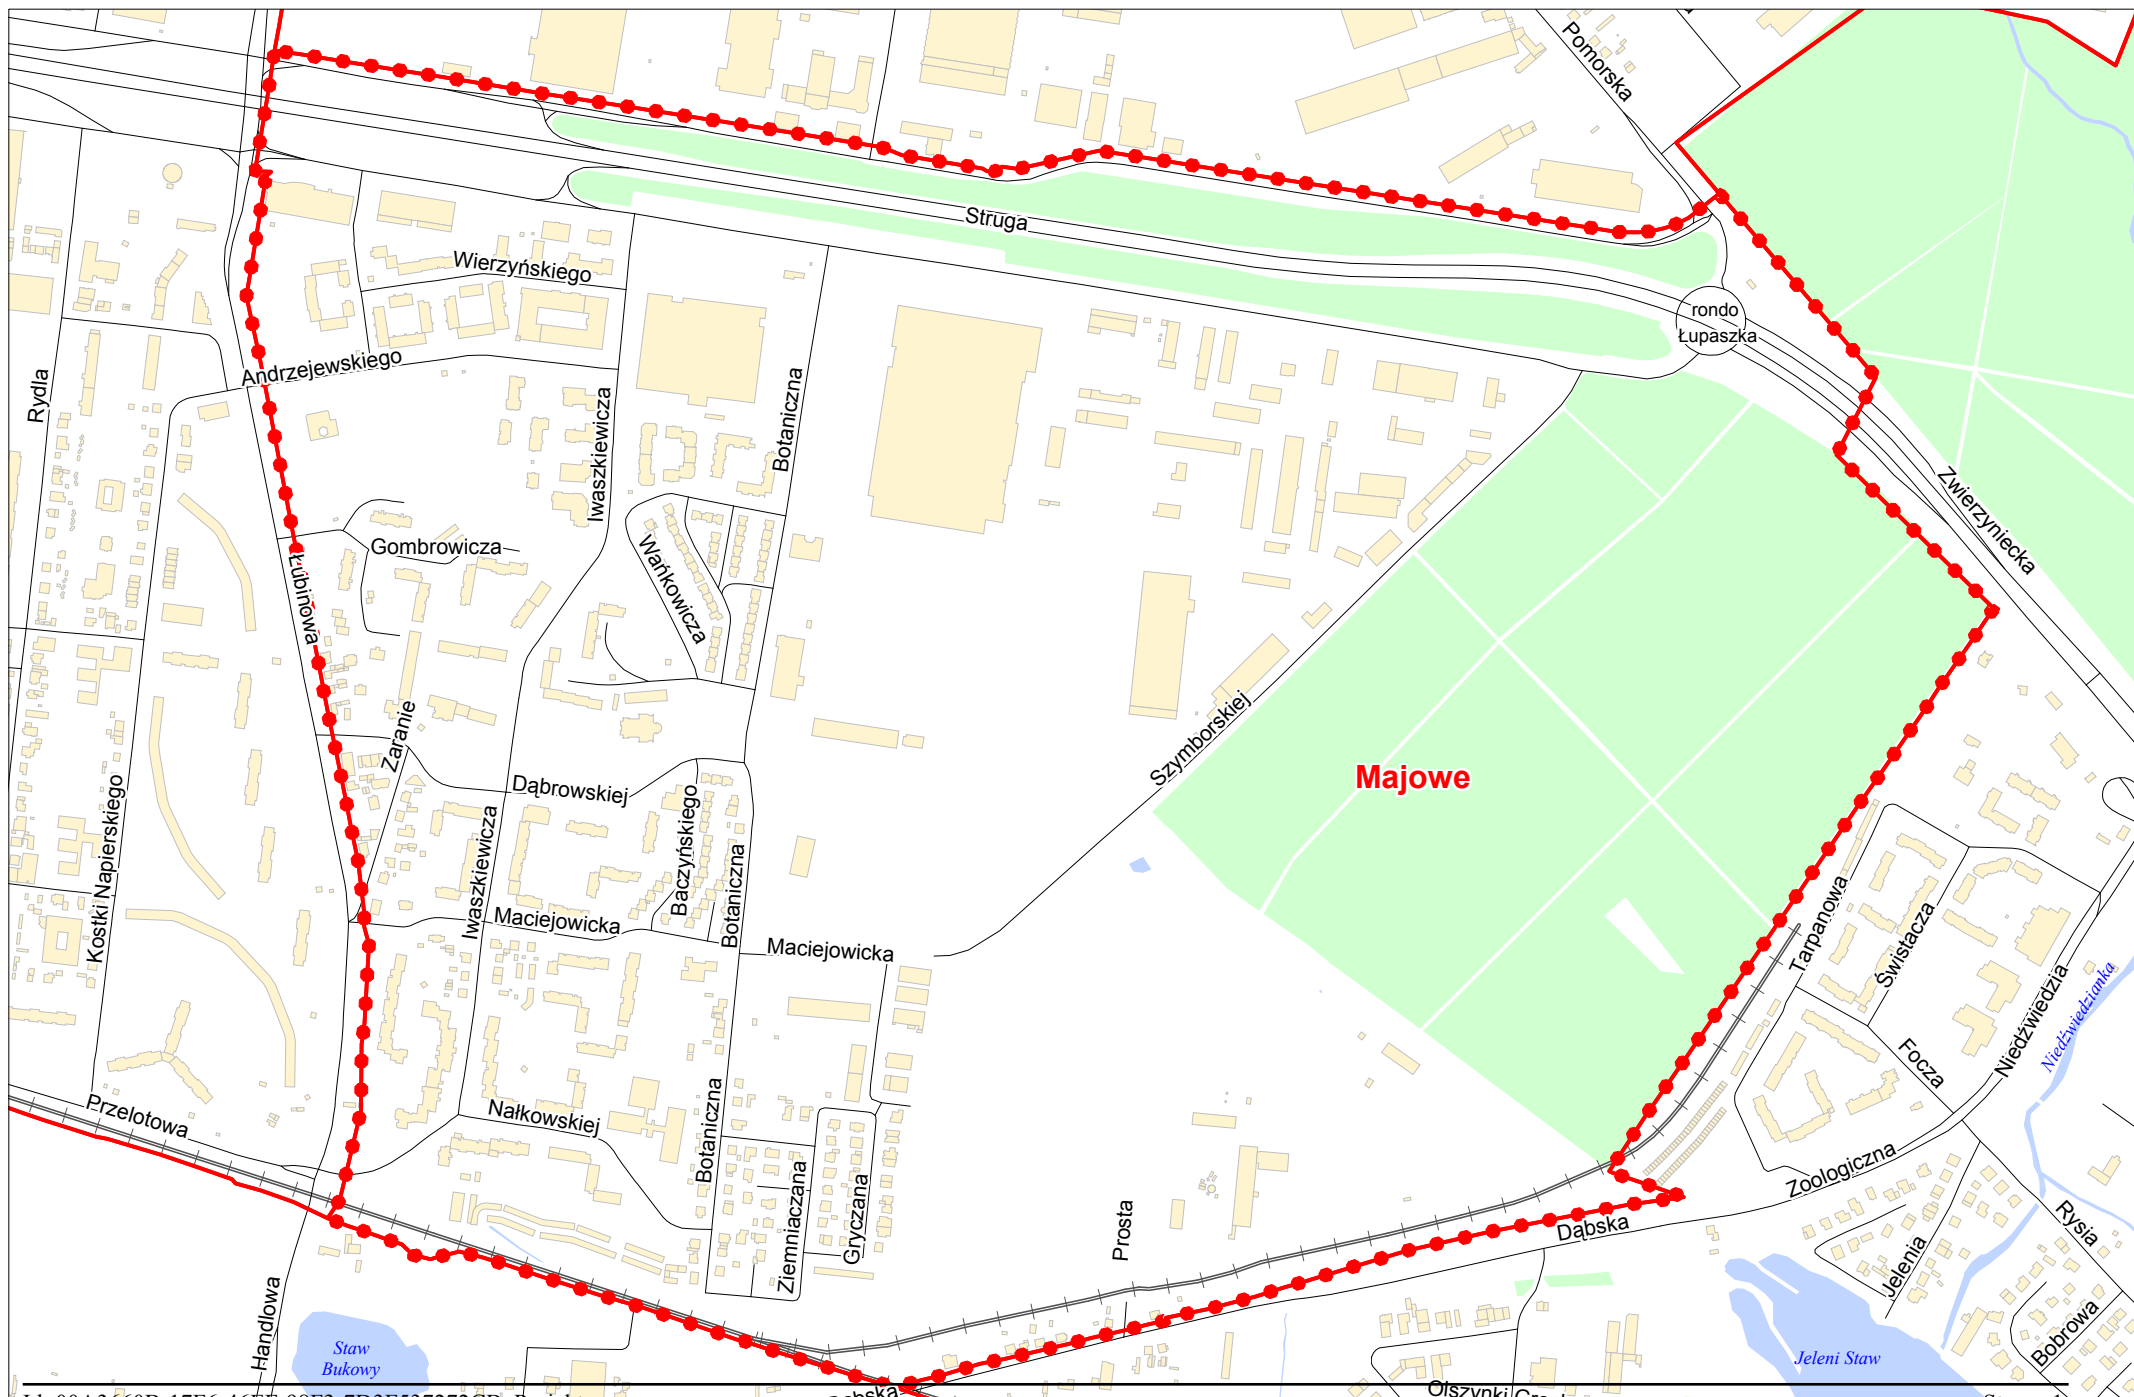 Pomorska
Struga
Wierzyńskiego
rondo
Łupaszka
Andrzejewskiego
Rydla
Iwaszkiewicza
Botaniczna
Zwierzyniecka
Gombrowicza
Wańkowicza
Łubinowa
Szymborskiej
Zaranie
Majowe
Dąbrowskiej
Kostki Napierskiego
Iwaszkiewicza
Baczyńskiego
Botaniczna
Maciejowicka
Maciejowicka
Tarpanowa
Świstacza
Niedźwiedzia
Niedźwiedzianka
Focza
Przelotowa
Nałkowskiej
Botaniczna
Ziemniaczana
Gryczana
Prosta
Zoologiczna
Dąbska
Rysia
Jelenia
Handlowa
Staw
Bukowy
Jeleni Staw
Bobrowa